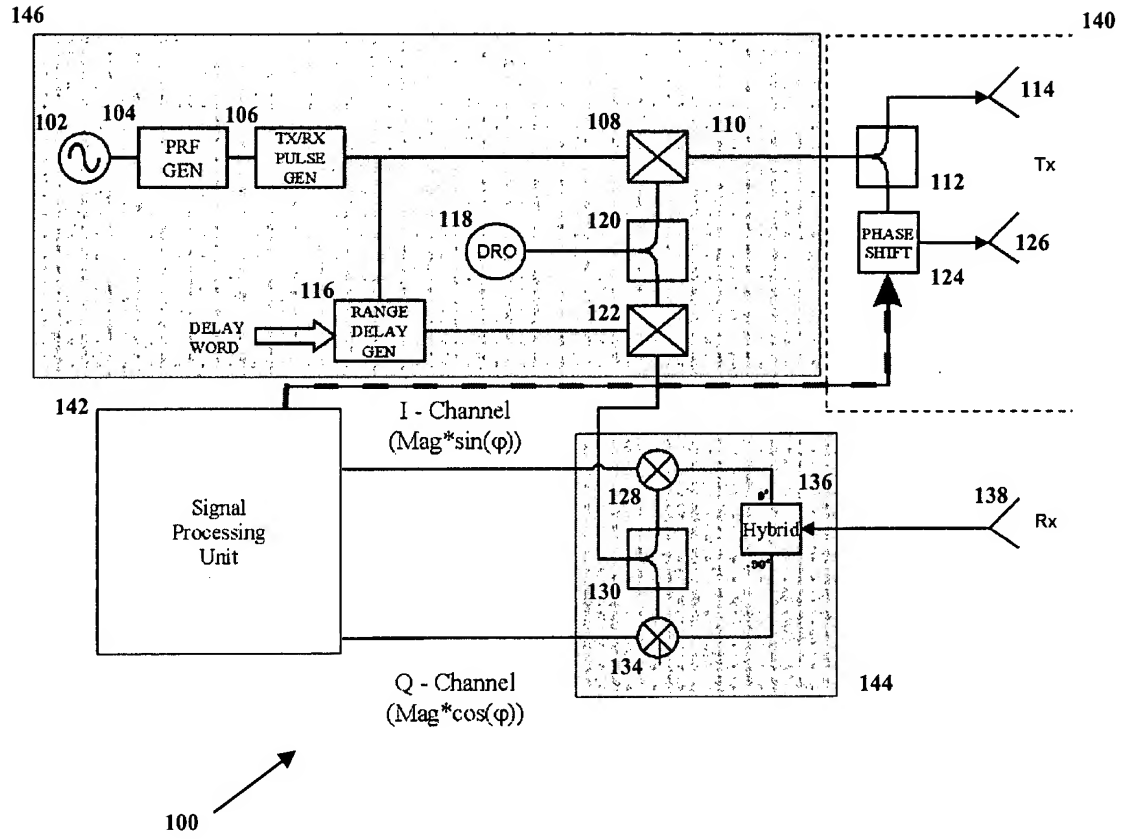 146
140
102
104
PRF
GEN
106
TX/RX
PULSE
GEN
108
110
114
112
Tx
118
DRO
120
PHASE
SHIFT
124
126
116
RANGE
DELAY
GEN
DELAY
WORD
122
142
I - Channel
(Mag*sin(φ))
Signal
Processing
Unit
128
0°
136
Hybrid
138
Rx
130
-90°
134
144
Q - Channel
(Mag*cos(φ))
100